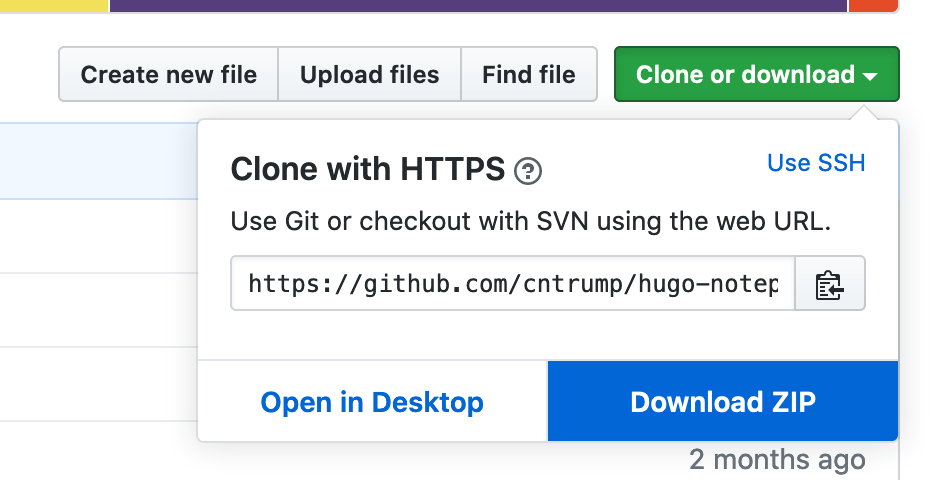 Create new file Upload files Find file Clone or download
Clone with HTTPS ? Use SSH
Use Git or checkout with SVN using the web URL.
https://github.com/cntrump/hugo-notep
Open in Desktop Download ZIP
2 months ago